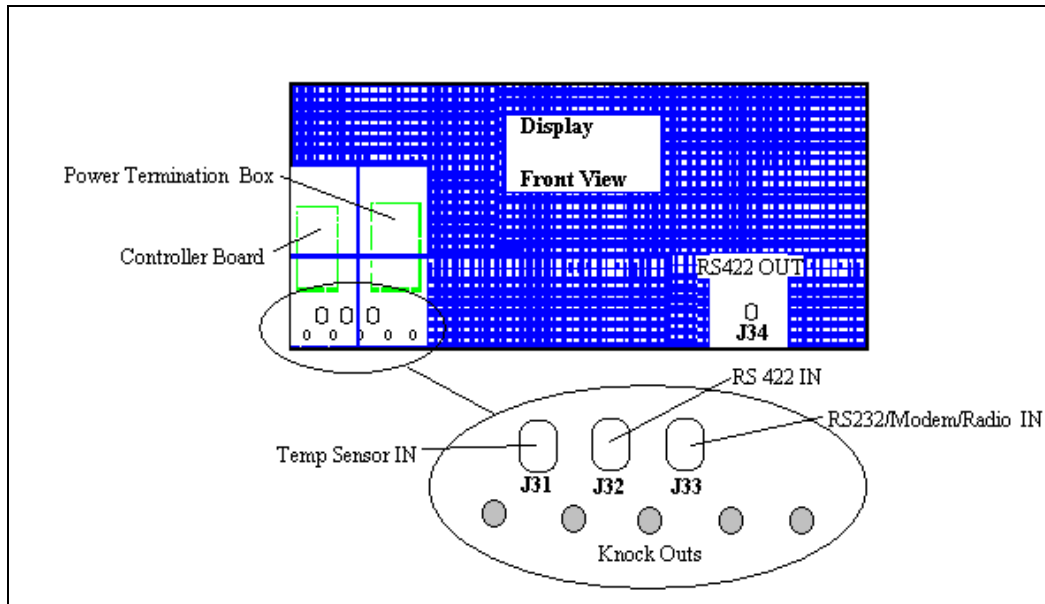 Display
Front View
Power Termination Box
Controller Board
RS422 OUT
J34
RS 422 IN
RS232/Modem/Radio IN
Temp Sensor IN
J31
J32
J33
Knock Outs